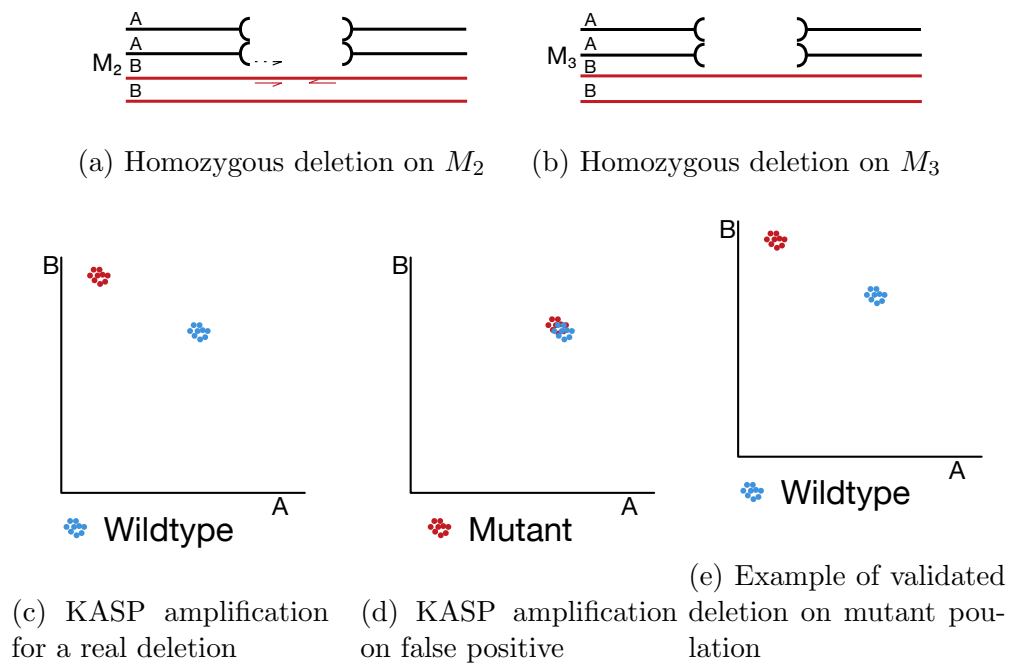 A
A
M2 B
B
A
A
M3 B
B
(a) Homozygous deletion on M2
(b) Homozygous deletion on M3
B
A
Wildtype
B
A
Mutant
B
A
Wildtype
(c) KASP amplification
for a real deletion
(d) KASP amplification
on false positive
(e) Example of validated
deletion on mutant pou-
lation